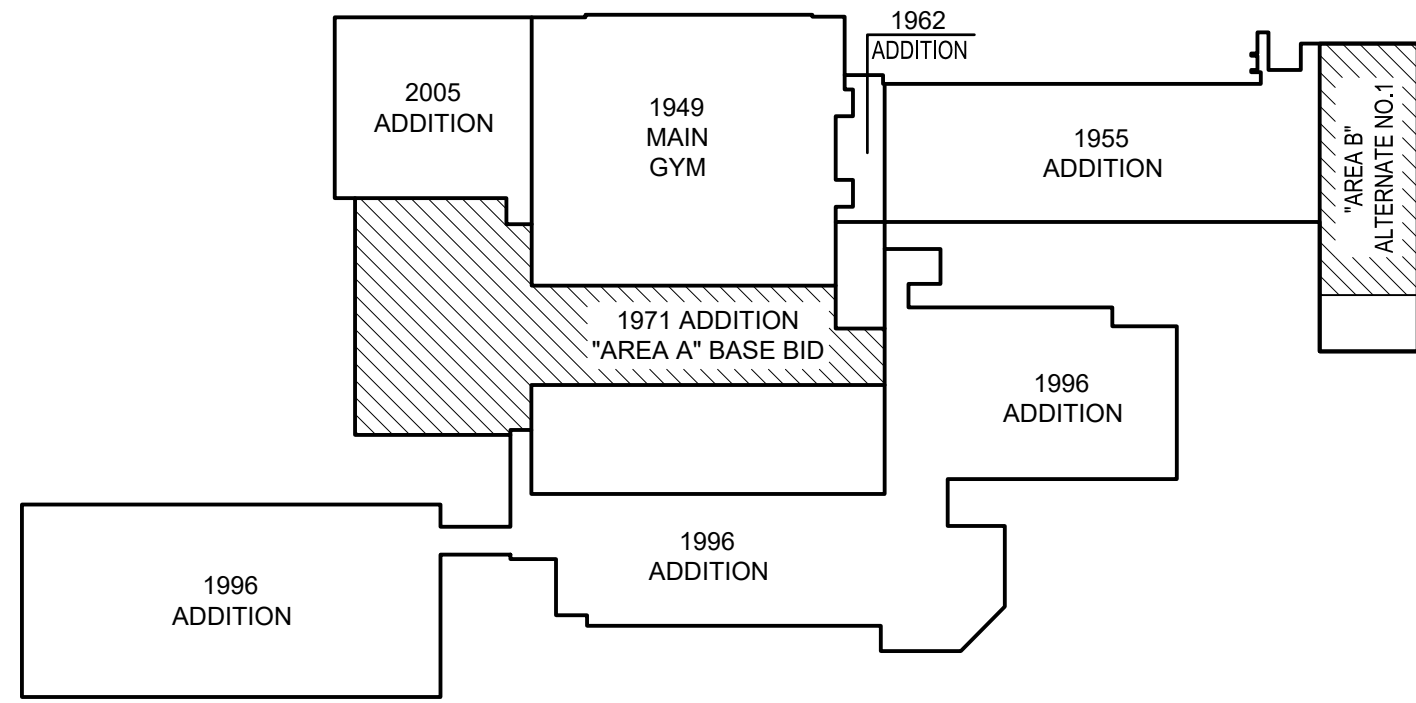 1962
ADDITION
2005
ADDITION
1949
MAIN
GYM
1955
ADDITION
"AREA B"
ALTERNATE NO.1
1971 ADDITION
"AREA A" BASE BID
1996
ADDITION
1996
ADDITION
1996
ADDITION